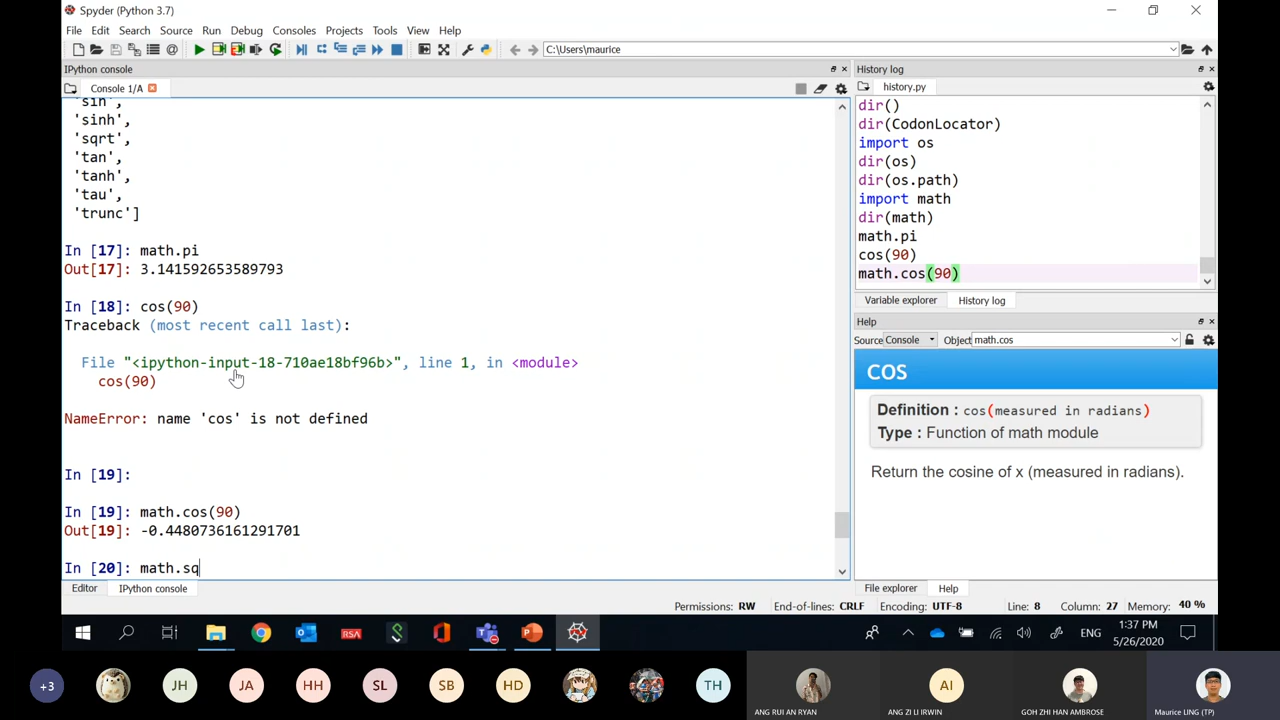 Spyder (Python 3.7)
File Edit Search Source Run Debug Consoles Projects Tools View Help
C:\Users\maurice
IPython console
Console 1/A
'sin',
'sinh',
'sqrt',
'tan',
'tanh',
'tau',
'trunc']
In [17]: math.pi
Out[17]: 3.141592653589793
In [18]: cos(90)
Traceback (most recent call last):
File "<ipython-input-18-710ae18bf96b>", line 1, in <module>
cos(90)
NameError: name 'cos' is not defined
In [19]:
In [19]: math.cos(90)
Out[19]: -0.4480736161291701
In [20]: math.sq
Editor IPython console
History log
history.py
dir()
dir(CodonLocator)
import os
dir(os)
dir(os.path)
import math
dir(math)
math.pi
cos(90)
math.cos(90)
Variable explorer History log
Help
Source Console Object math.cos
COS
Definition : cos(measured in radians)
Type : Function of math module
Return the cosine of x (measured in radians).
File explorer Help
Permissions: RW End-of-lines: CRLF Encoding: UTF-8 Line: 8 Column: 27 Memory: 40 %
RSA
S
ENG
1:37 PM
5/26/2020
+3 JH JA HH SL SB HD TH AI
ANG RUI AN RYAN ANG ZI LI IRWIN GOH ZHI HAN AMBROSE Maurice LING (TP)